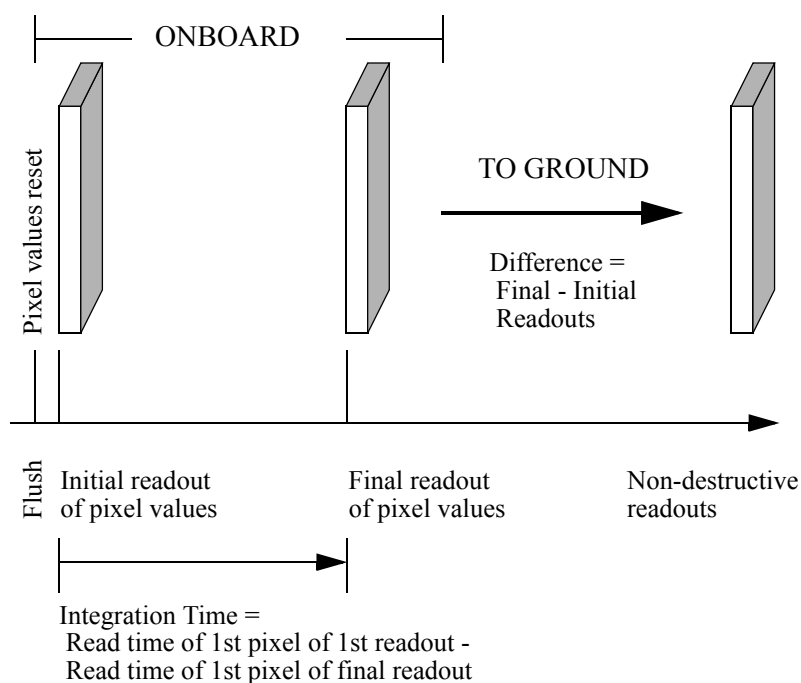 ONBOARD
Pixel values reset
TO GROUND
Difference =
Final - Initial
Readouts
Flush
Initial readout
of pixel values
Final readout
of pixel values
Non-destructive
readouts
Integration Time =
Read time of 1st pixel of 1st readout -
Read time of 1st pixel of final readout